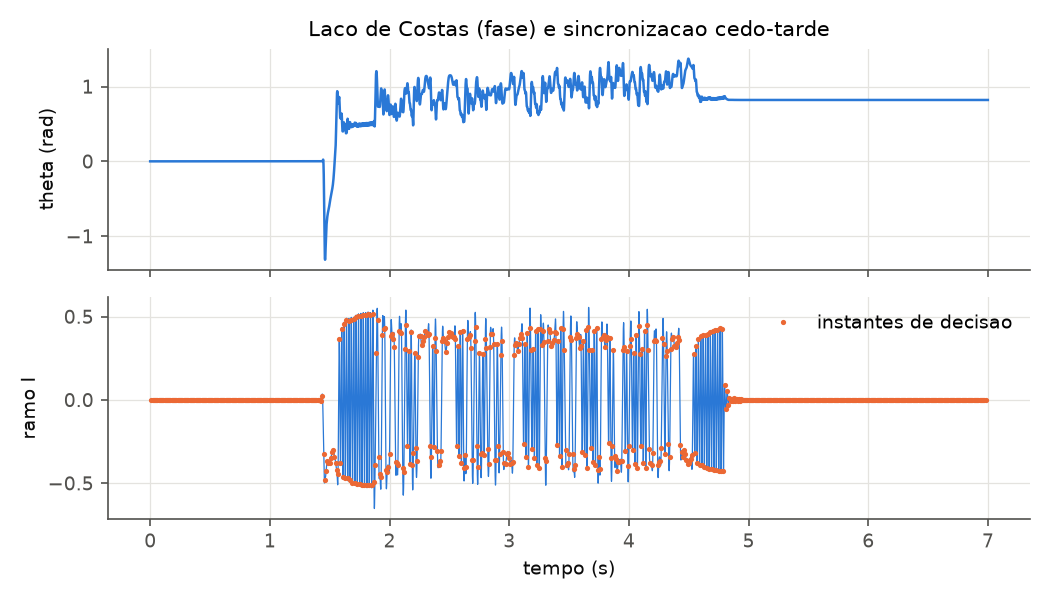 Laco de Costas (fase) e sincronizacao cedo-tarde
theta (rad)
1
0
−1
ramo I
0.5
0.0
−0.5
instantes de decisao
0 1 2 3 4 5 6 7
tempo (s)